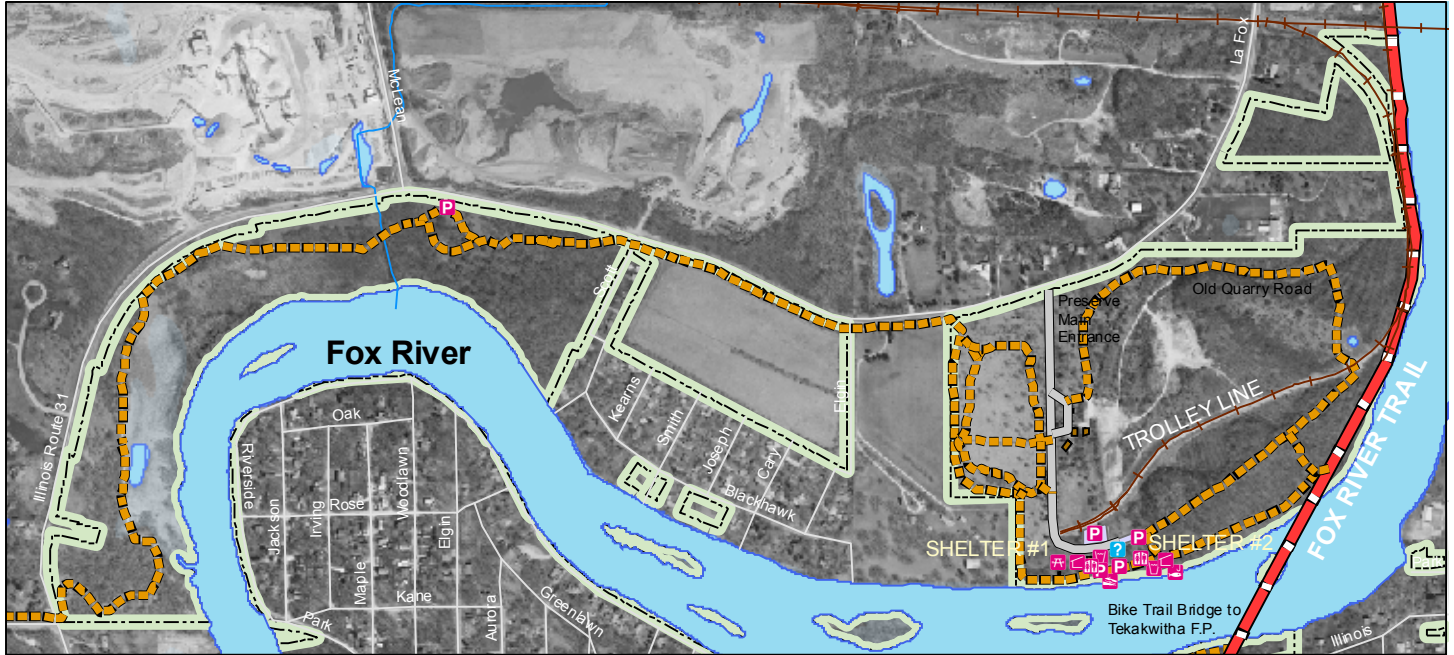 La Fox
McLean
P
Scott
Old Quarry Road
Preserve
Main
Entrance
Fox River
Illinois Route 31
Kearns
Smith
Joseph
Cary
Elgin
Blackhawk
TROLLEY LINE
FOX RIVER TRAIL
Oak
Riverside
Jackson
Irving
Rose
Maple
Woodlawn
Elgin
Kane
Park
Aurora
Greenlawn
SHELTER #1
P
P
?
SHELTER #2
P
P
Bike Trail Bridge to
Tekakwitha F.P.
Park
Illinois